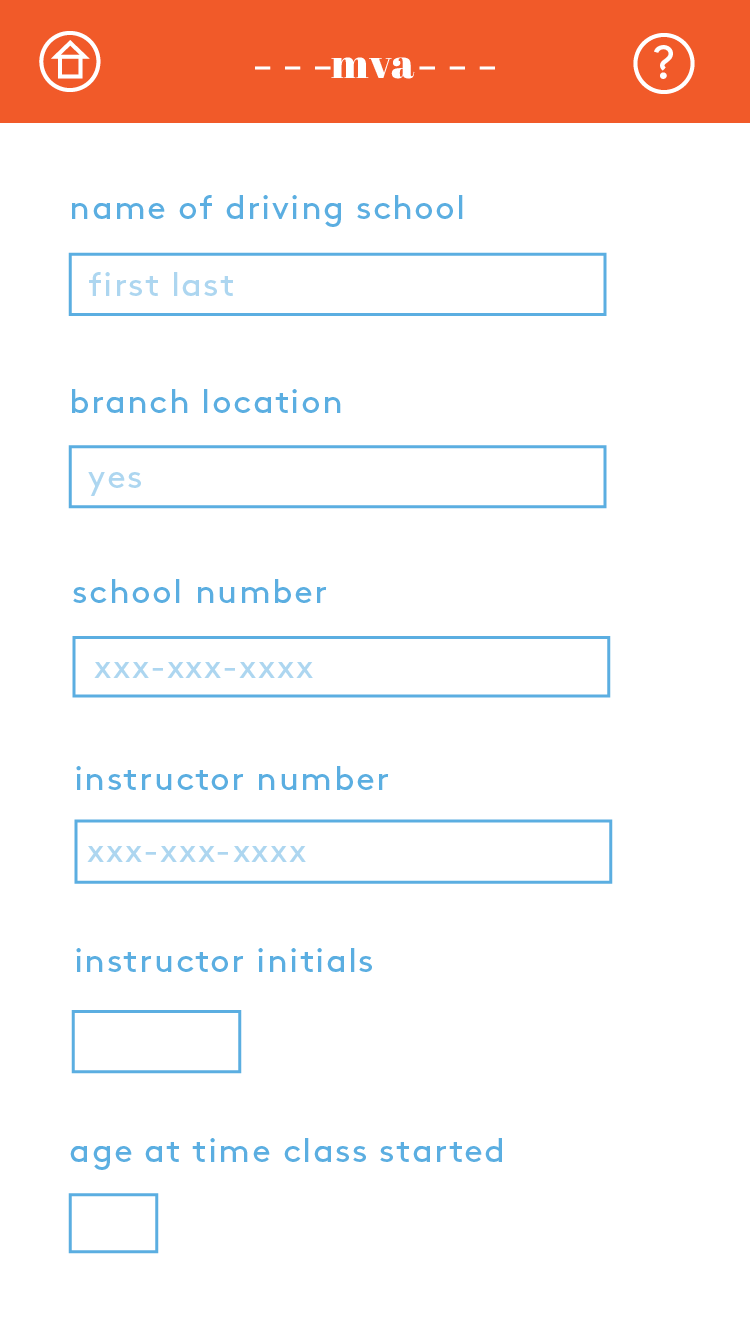 - - -mva- - -
?
name of driving school
first last
branch location
yes
school number
xxx-xxx-xxxx
instructor number
xxx-xxx-xxxx
instructor initials
age at time class started